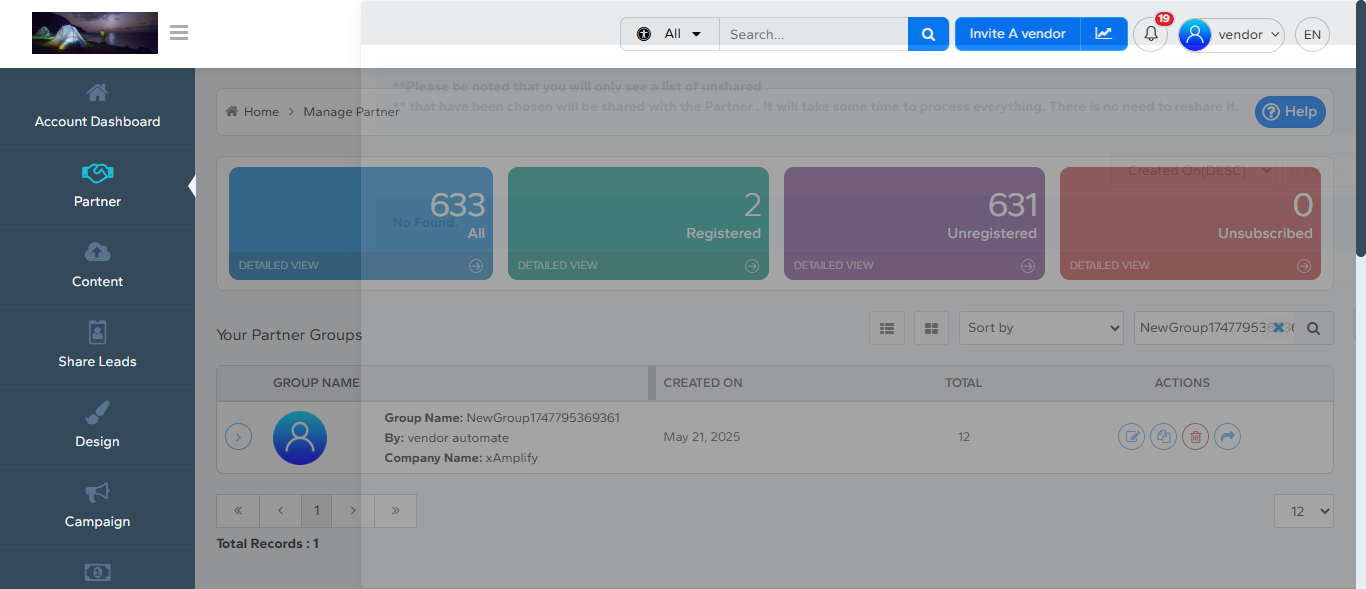 All
Search...
Invite A vendor
19
vendor
EN
Account Dashboard
Partner
Content
Share Leads
Design
Campaign
**Please be noted that you will only see a list of unshared .
** that have been chosen will be shared with the Partner . It will take some time to process everything. There is no need to reshare it.
Home > Manage Partner
Help
Created On(DESC)
No Found.
633
All
DETAILED VIEW
2
Registered
DETAILED VIEW
631
Unregistered
DETAILED VIEW
0
Unsubscribed
DETAILED VIEW
Your Partner Groups
Sort by
GROUP NAME
CREATED ON
TOTAL
ACTIONS
Group Name: NewGroup1747795369361
By: vendor automate
Company Name: xAmplify
May 21, 2025
12
« < 1 > »
12
Total Records : 1